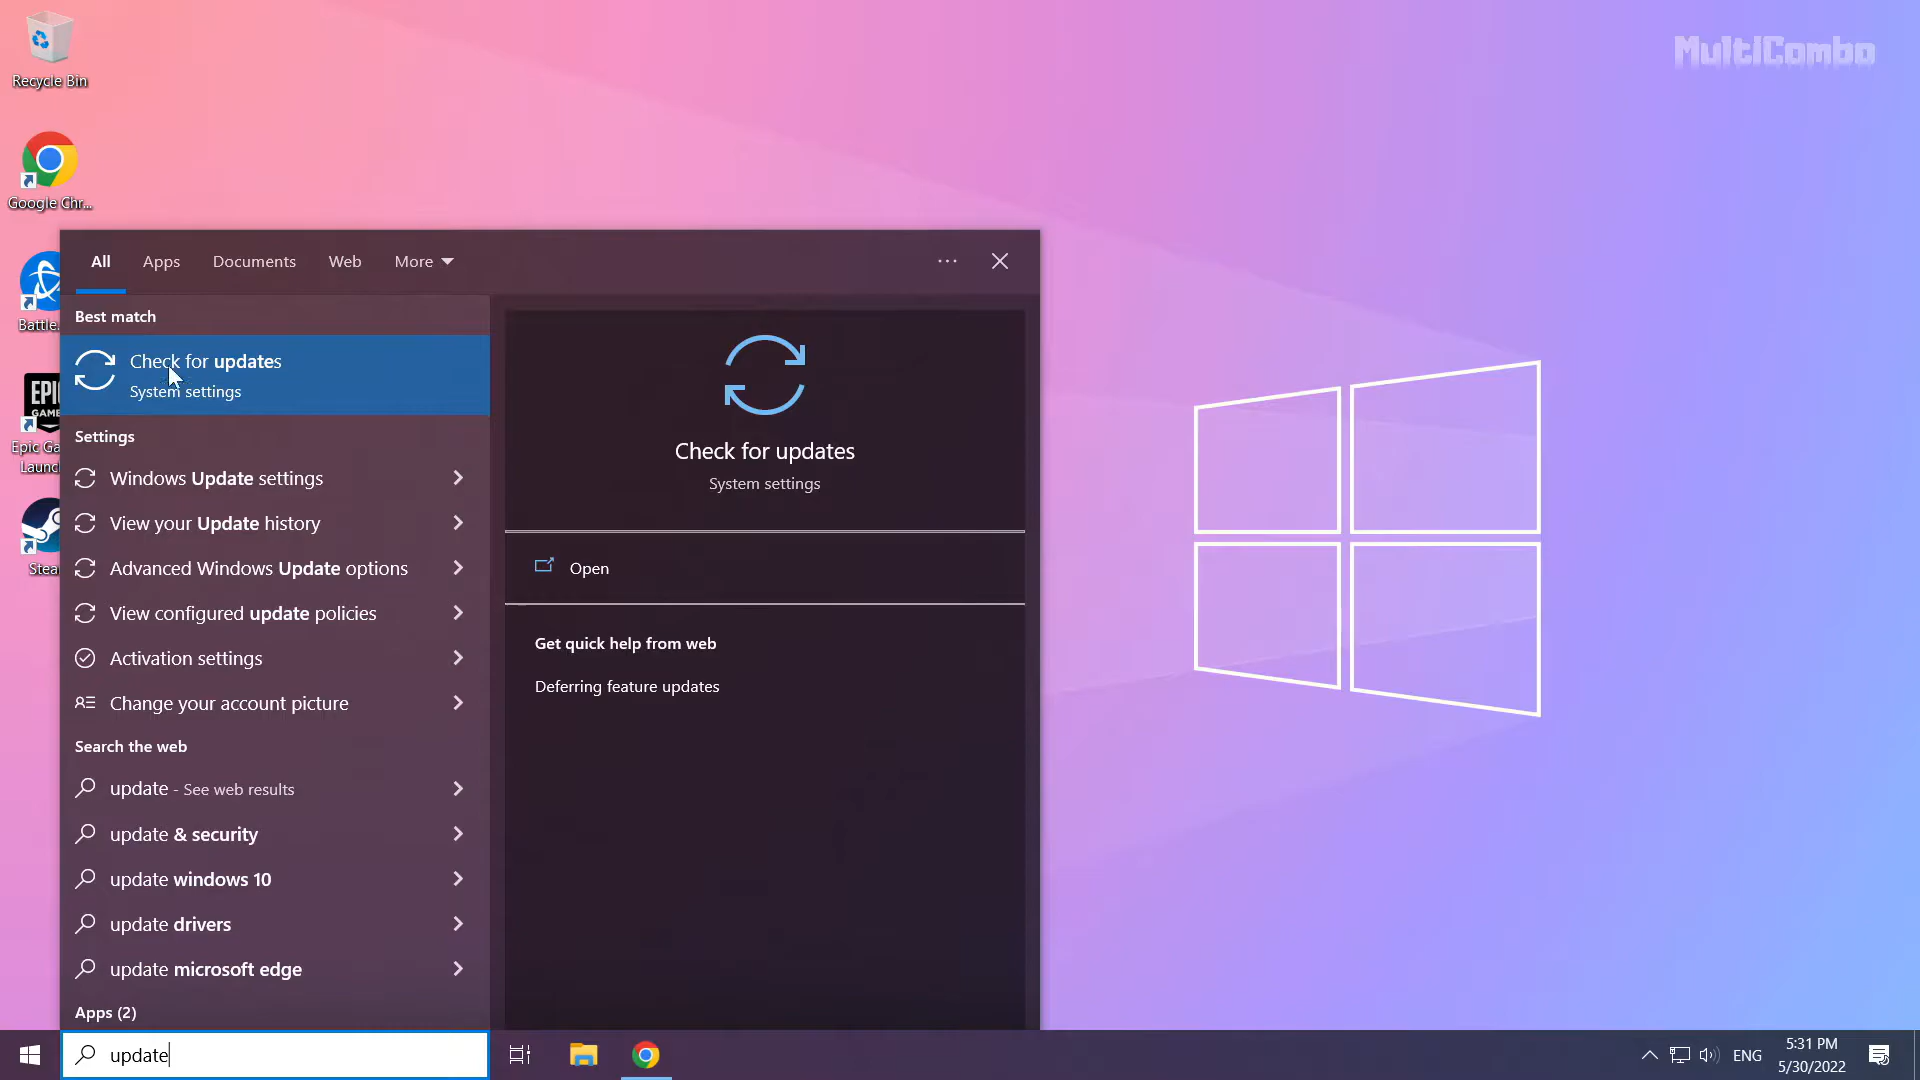 Recycle Bin
MultiCombo
Google Chr...
All Apps Documents Web More
Best match
Check for updates
System settings
Battle.
Settings
EPIC
GAMES
Epic Ga
Launc
Windows Update settings
View your Update history
Advanced Windows Update options
View configured update policies
Activation settings
Change your account picture
Stea
Search the web
update - See web results
update & security
update windows 10
update drivers
update microsoft edge
Apps (2)
Check for updates
System settings
Open
Get quick help from web
Deferring feature updates
update
ENG
5:31 PM
5/30/2022